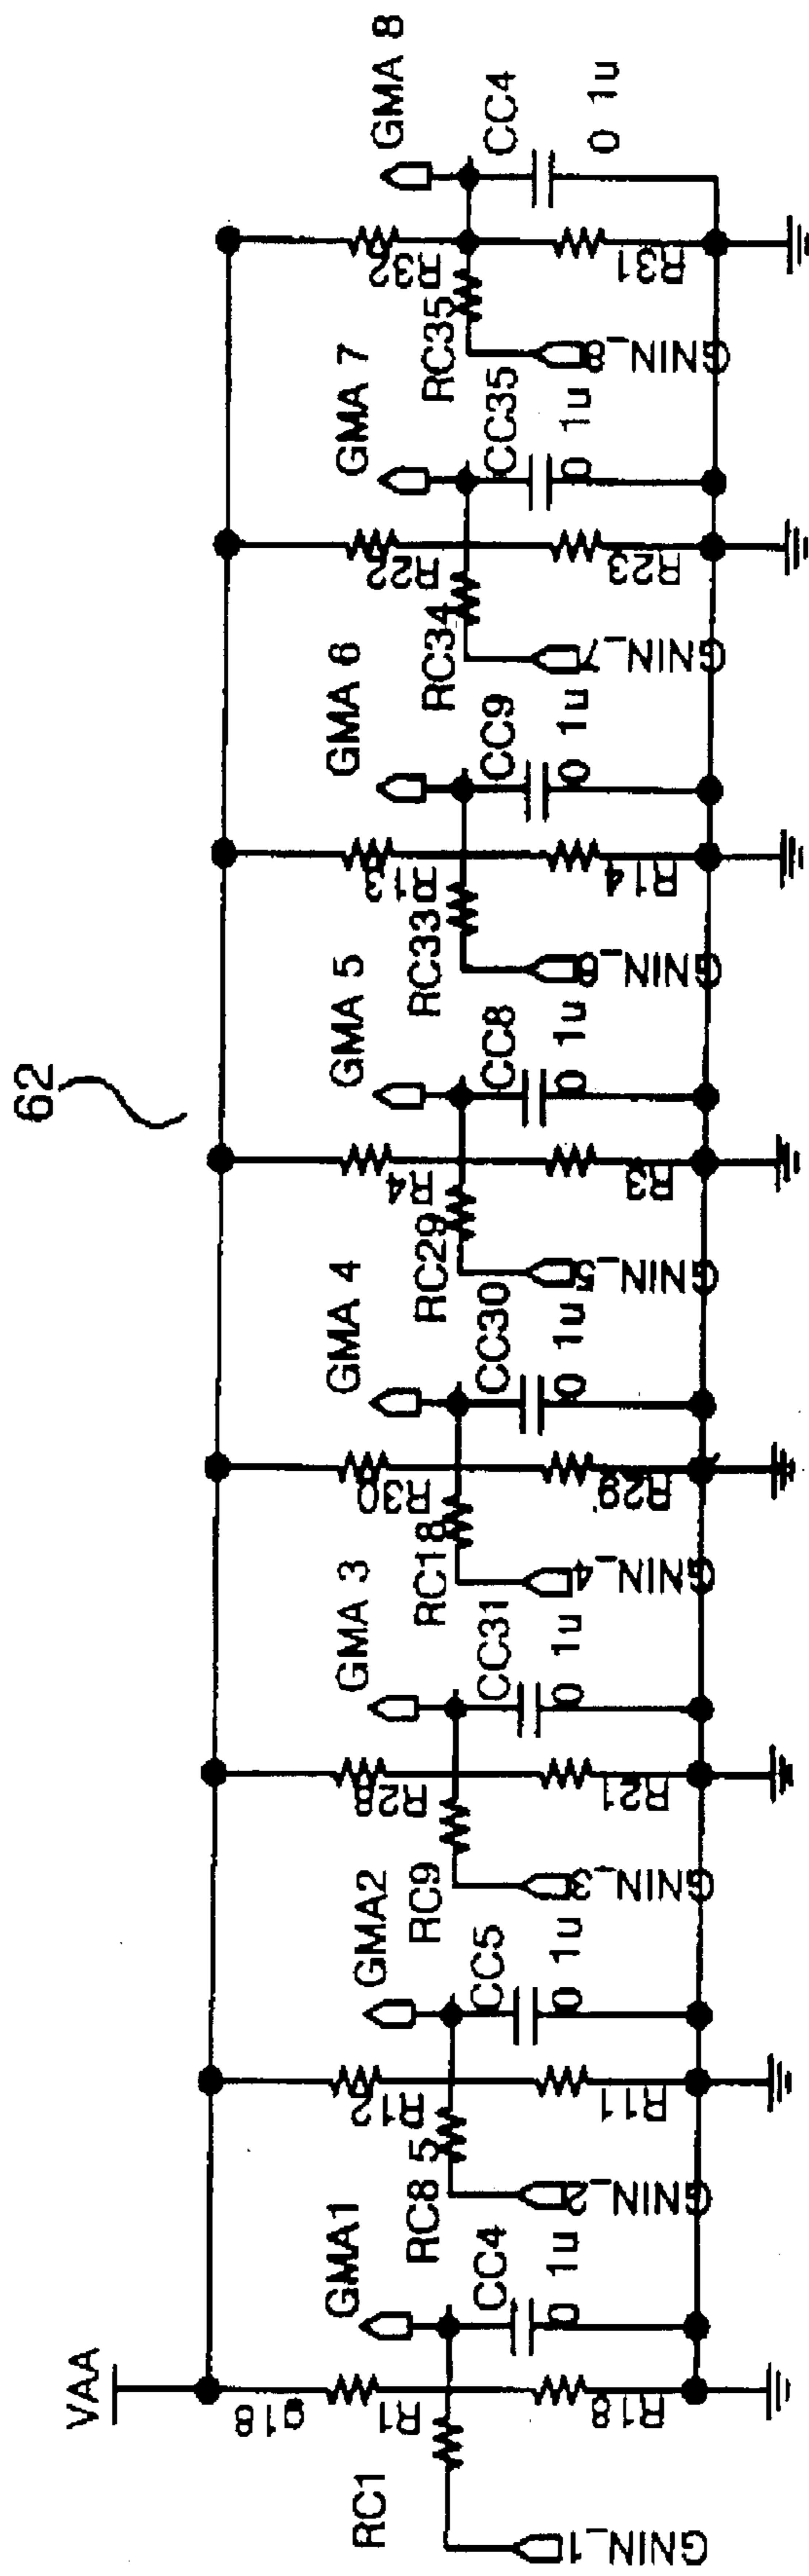 62
VAA
g18
R1
RC1
GNIN_1
R18
GMA1
CC4
0 1u
R12
RC8 5
GNIN_2
R11
GMA2
CC5
0 1u
R28
RC9
GNIN_3
R21
GMA 3
CC31
0 1u
R30
RC18
GNIN_4
R29
GMA 4
CC30
0 1u
R4
RC29
GNIN_5
R3
GMA 5
CC8
0 1u
R13
RC33
GNIN_6
R14
GMA 6
CC9
0 1u
R22
RC34
GNIN_7
R23
GMA 7
CC35
0 1u
R32
RC35
GNIN_8
R31
GMA 8
CC4
0 1u